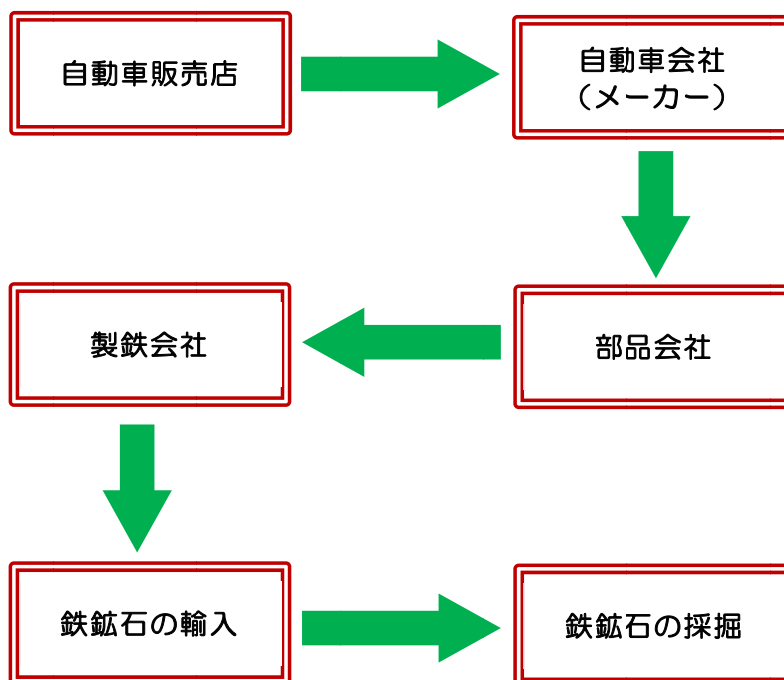 自動車販売店
自動車会社
（メーカー）
製鉄会社
部品会社
鉄鉱石の輸入
鉄鉱石の採掘